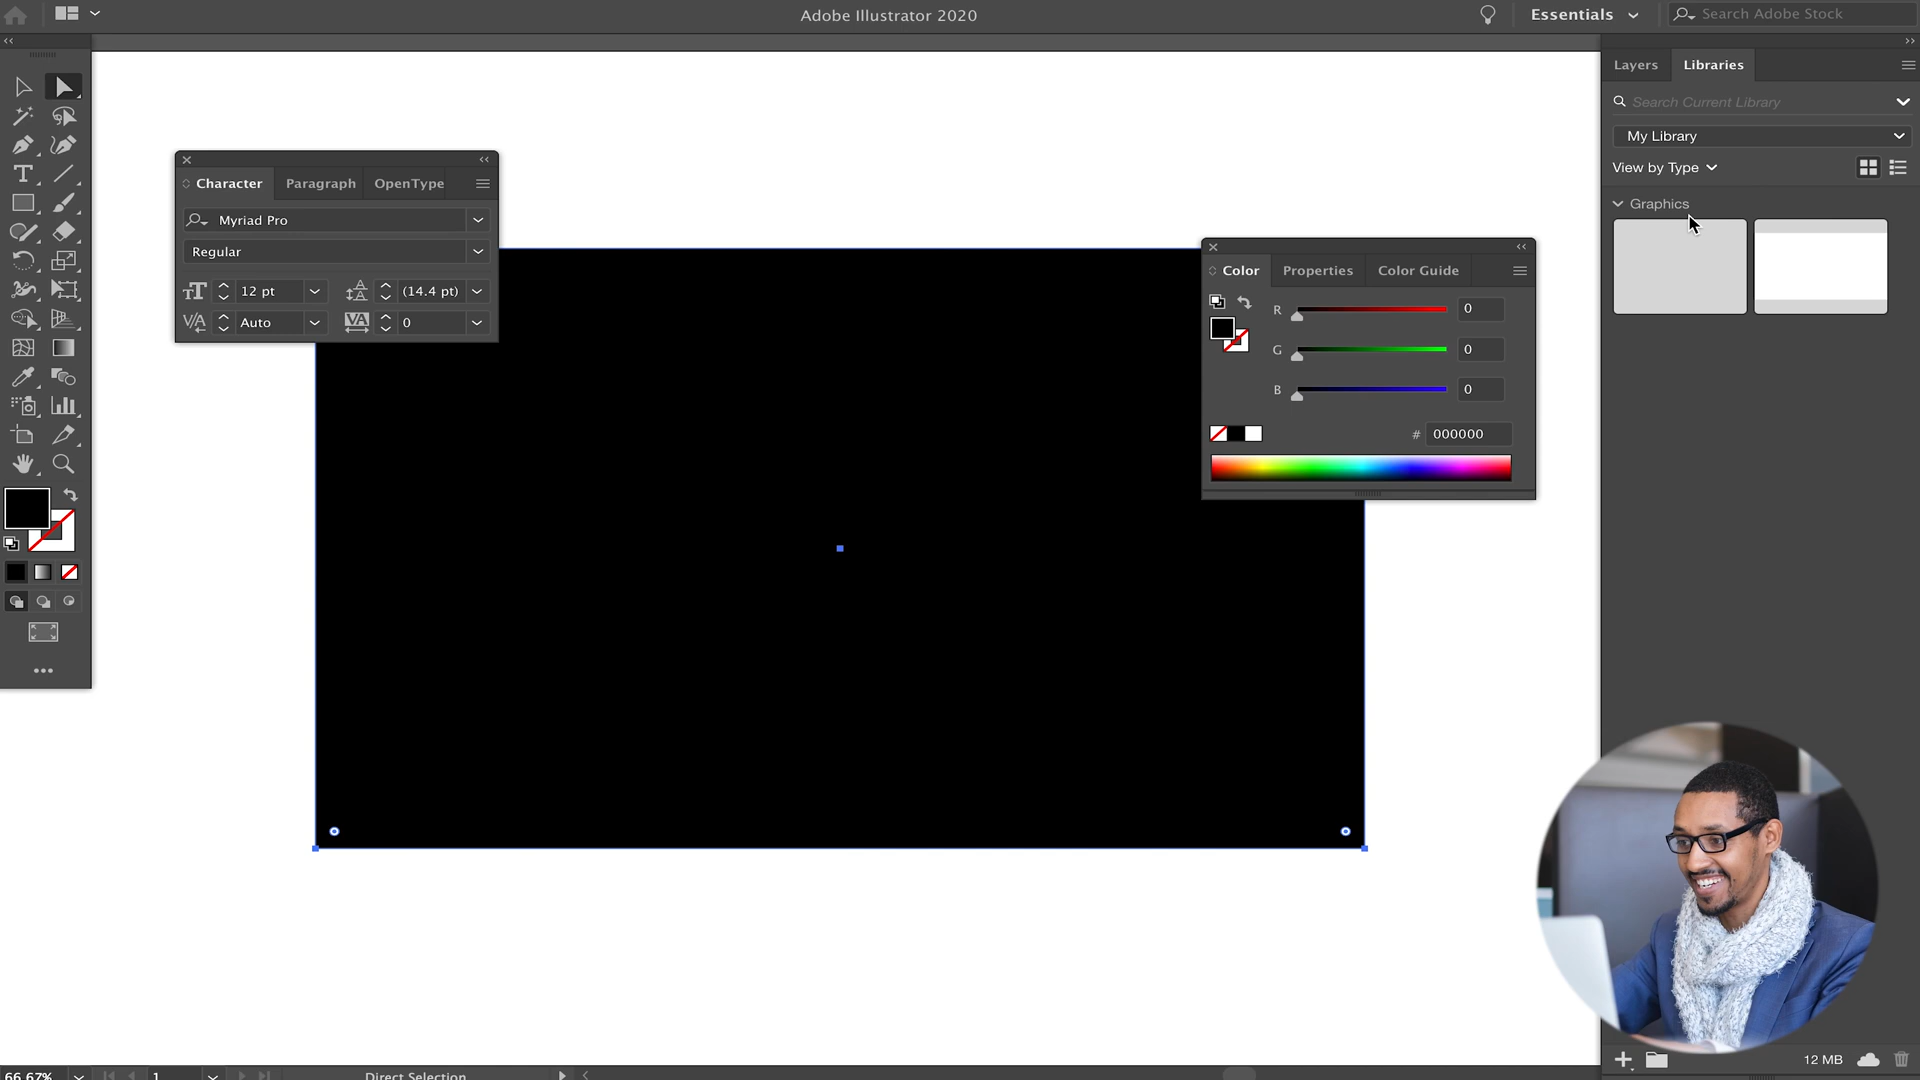 Adobe Illustrator 2020
Essentials
Search Adobe Stock
Layers
Libraries
Search Current Library
My Library
View by Type
Graphics
Character
Paragraph
OpenType
Myriad Pro
Regular
12 pt
(14.4 pt)
Auto
0
Color
Properties
Color Guide
R
0
G
0
B
0
# 000000
12 MB
66.67%
1
Direct Selection